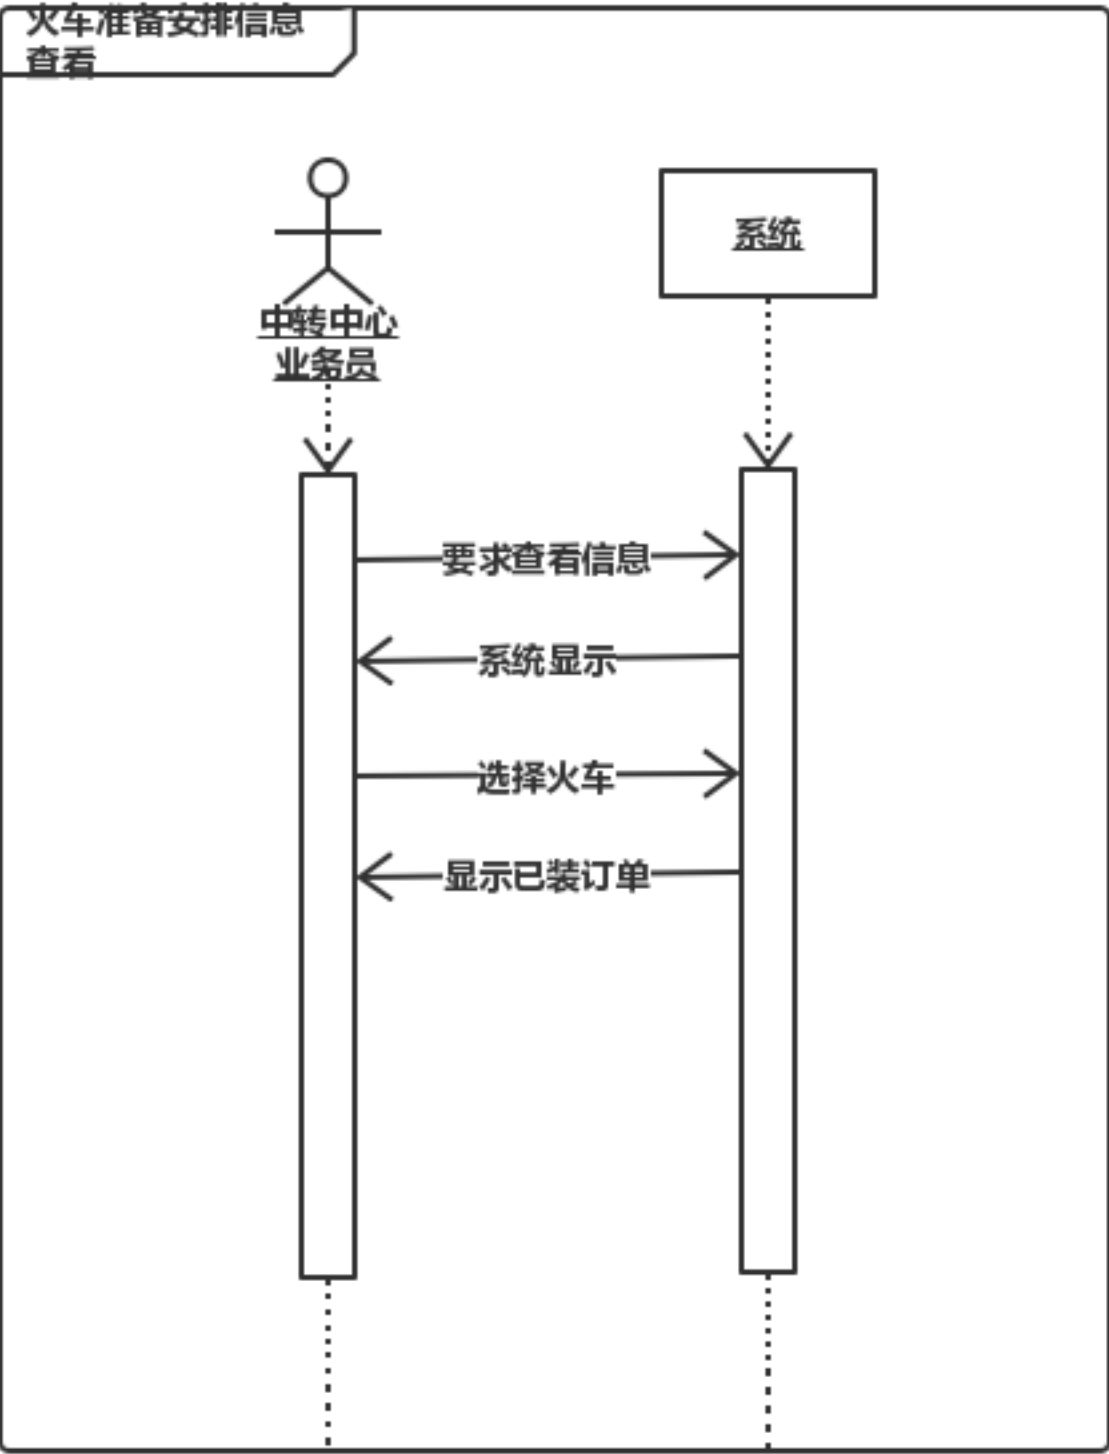 火车准备安排信息
查看
系统
中转中心
业务员
要求查看信息
系统显示
选择火车
显示已装订单